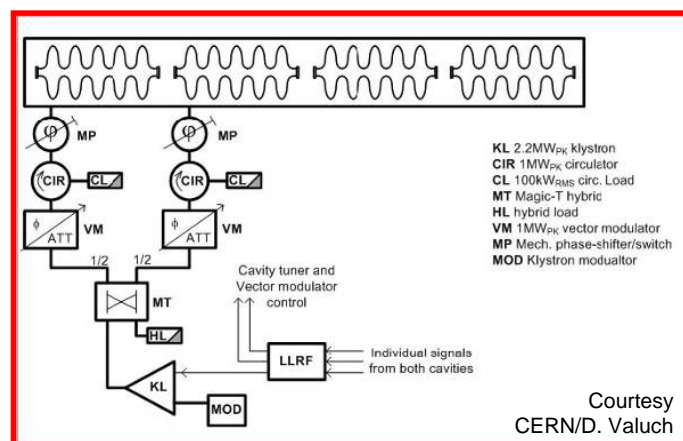 φ MP
φ MP
CIR CL
CIR CL
ϕ ATT VM
ϕ ATT VM
1/2 1/2
MT
HL
KL
MOD
Cavity tuner and
Vector modulator
control
LLRF
Individual signals
from both cavities
KL 2.2MWPK klystron
CIR 1MWPK circulator
CL 100kWRMS circ. Load
MT Magic-T hybrid
HL hybrid load
VM 1MWPK vector modulator
MP Mech. phase-shifter/switch
MOD Klystron modualtor
Courtesy
CERN/D. Valuch